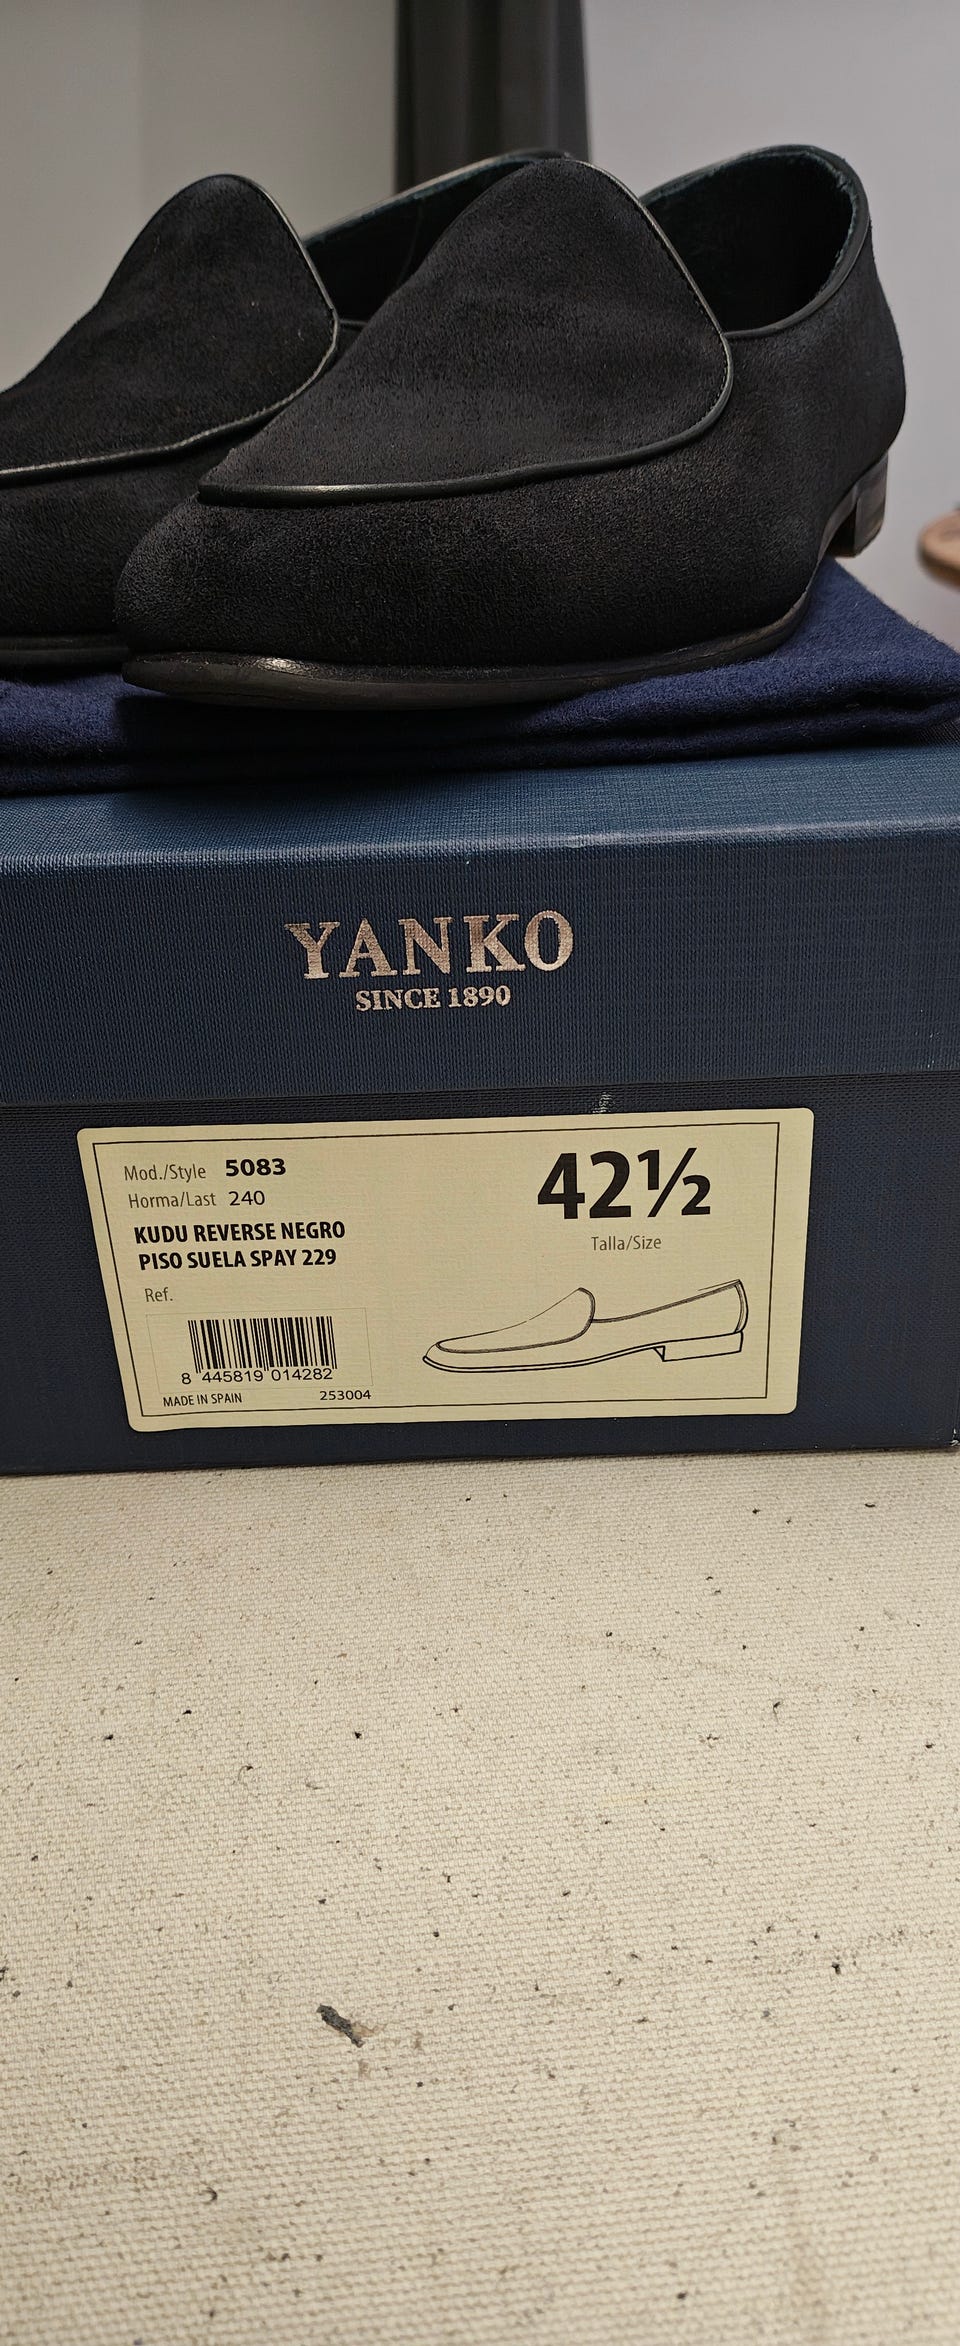 YANKO
SINCE 1890
Mod./Style 5083
Horma/Last 240
KUDU REVERSE NEGRO
PISO SUELA SPAY 229
Ref.
42½
Talla/Size
8 445819 014282
MADE IN SPAIN 253004